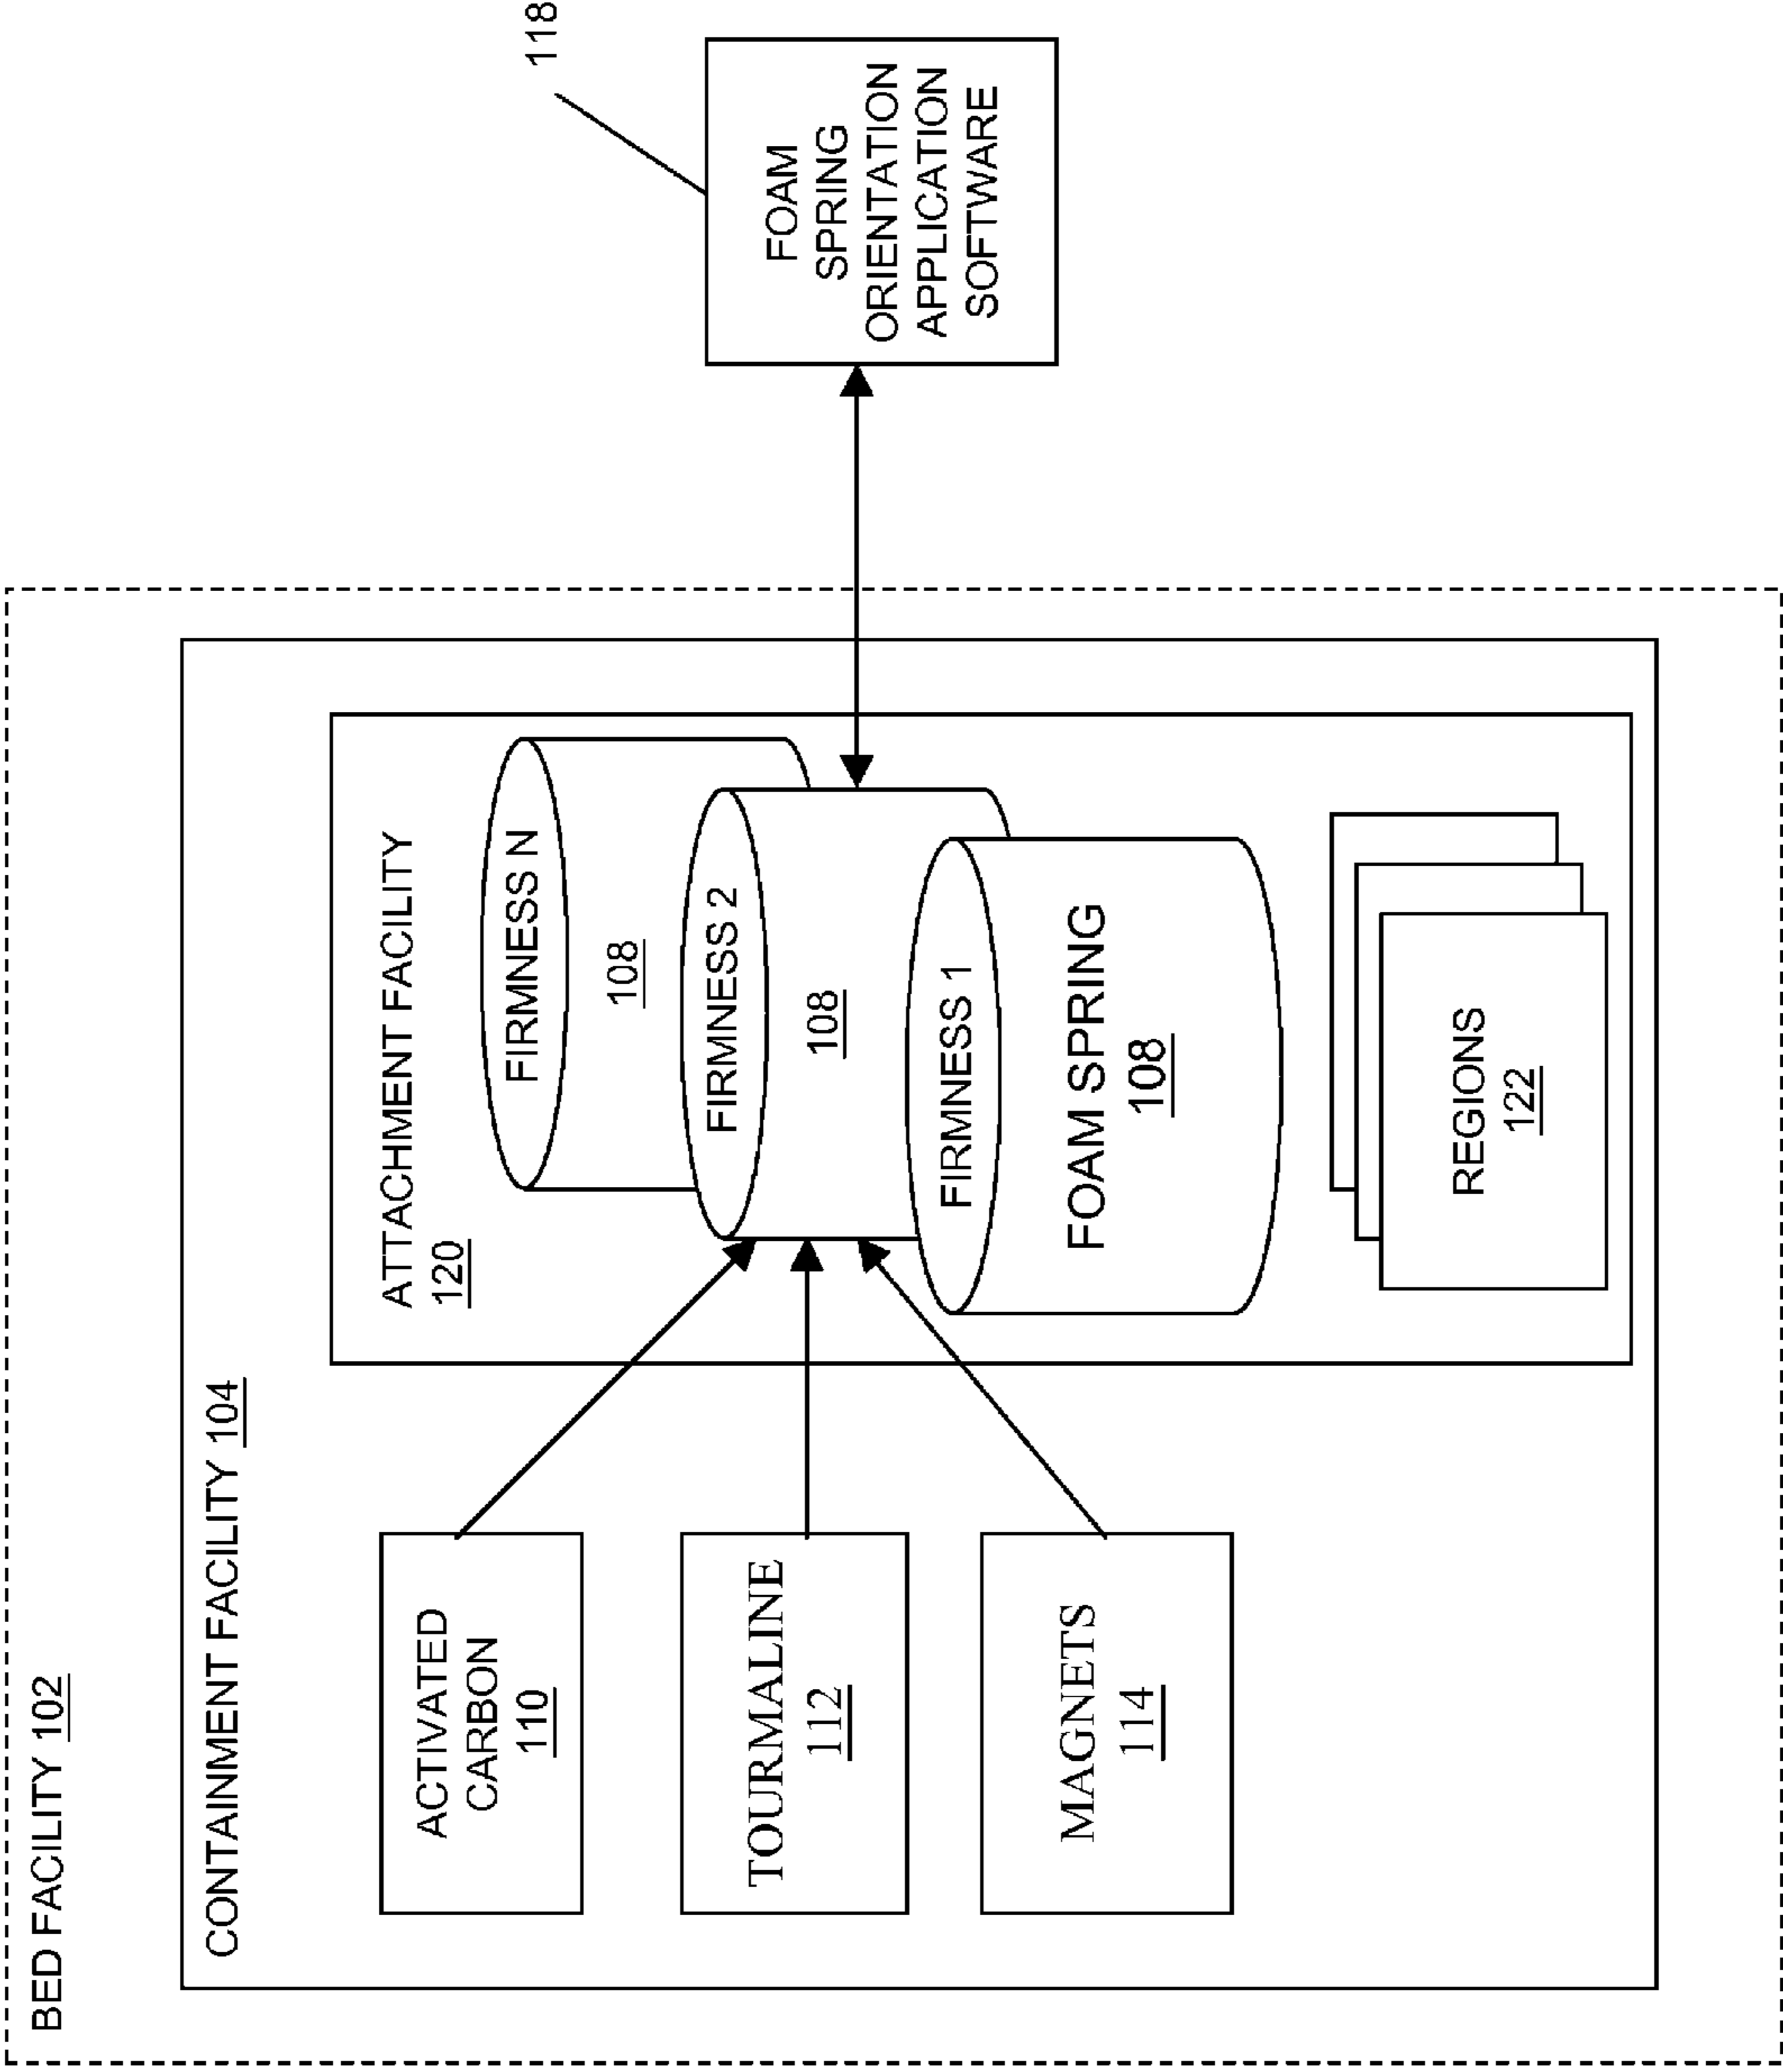 BED FACILITY 102
CONTAINMENT FACILITY 104
ATTACHMENT FACILITY
120
ACTIVATED
CARBON
110
TOURMALINE
112
MAGNETS
114
FIRMNESS N
108
FIRMNESS 2
108
FIRMNESS 1
FOAM SPRING
108
REGIONS
122
118
FOAM
SPRING
ORIENTATION
APPLICATION
SOFTWARE